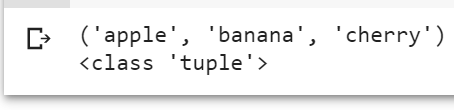 ('apple', 'banana', 'cherry')
<class 'tuple'>